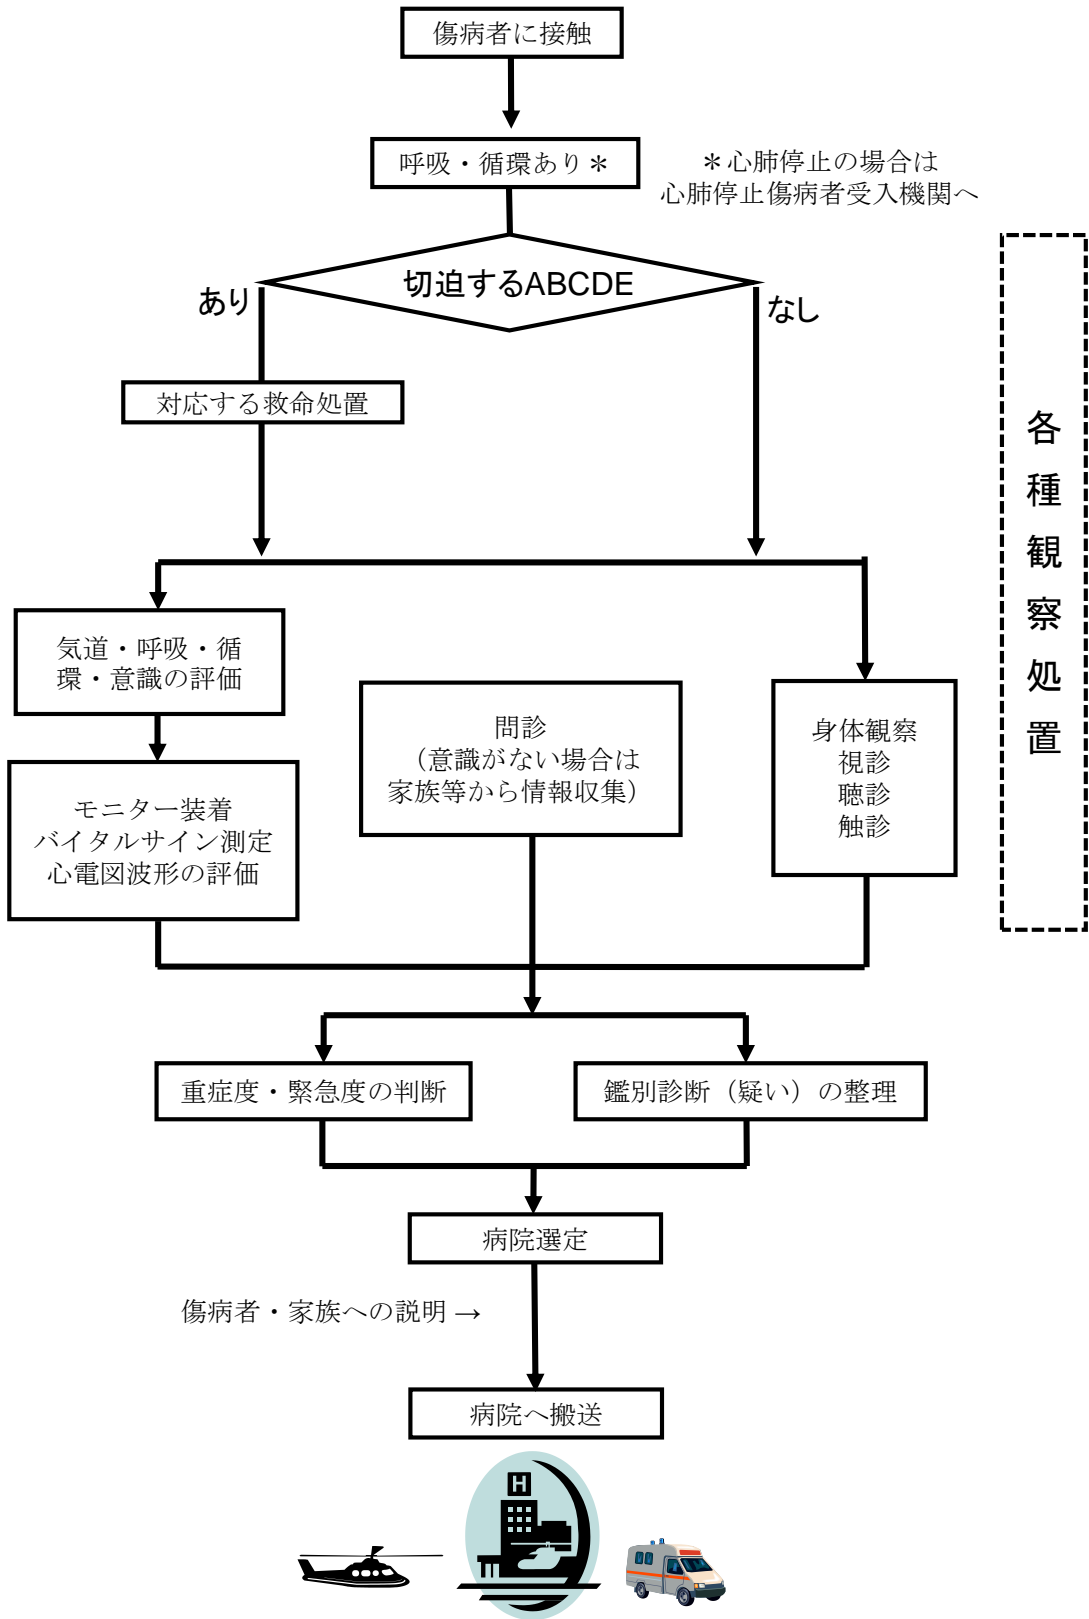 傷病者に接触
呼吸・循環あり＊
＊心肺停止の場合は
心肺停止傷病者受入機関へ
切迫するABCDE
あり
なし
対応する救命処置
各種観察処置
気道・呼吸・循
環・意識の評価
モニター装着
バイタルサイン測定
心電図波形の評価
問診
（意識がない場合は
家族等から情報収集）
身体観察
視診
聴診
触診
重症度・緊急度の判断
鑑別診断（疑い）の整理
病院選定
傷病者・家族への説明→
病院へ搬送
H